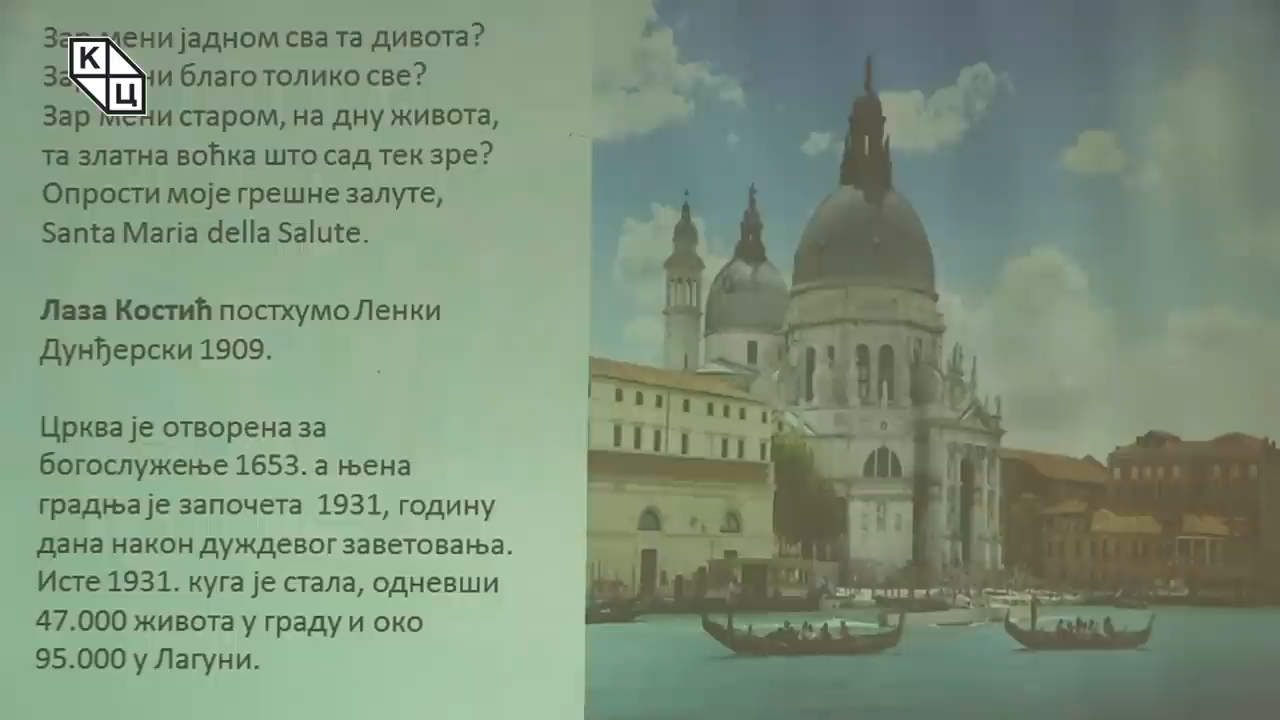 Зар мени јадном сва та дивота?
К
Ц
благо толико све?
Зар мени старом, на дну живота,
та златна воћка што сад тек зре?
Опрости моје грешне залуте,
Santa Maria della Salute.
Лаза Костић постхумо Ленки
Дунђерски 1909.
Црква је отворена за
богослужење 1653. а њена
градња је започета 1931, годину
дана након дуждевог заветовања.
Исте 1931. куга је стала, одневши
47.000 живота у граду и око
95.000 у Лагуни.